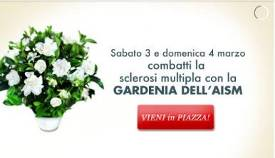 Sabato 3 e domenica 4 marzo
combatti la
sclerosi multipla con la
GARDENIA DELL'AISM
VIENI in PIAZZA!